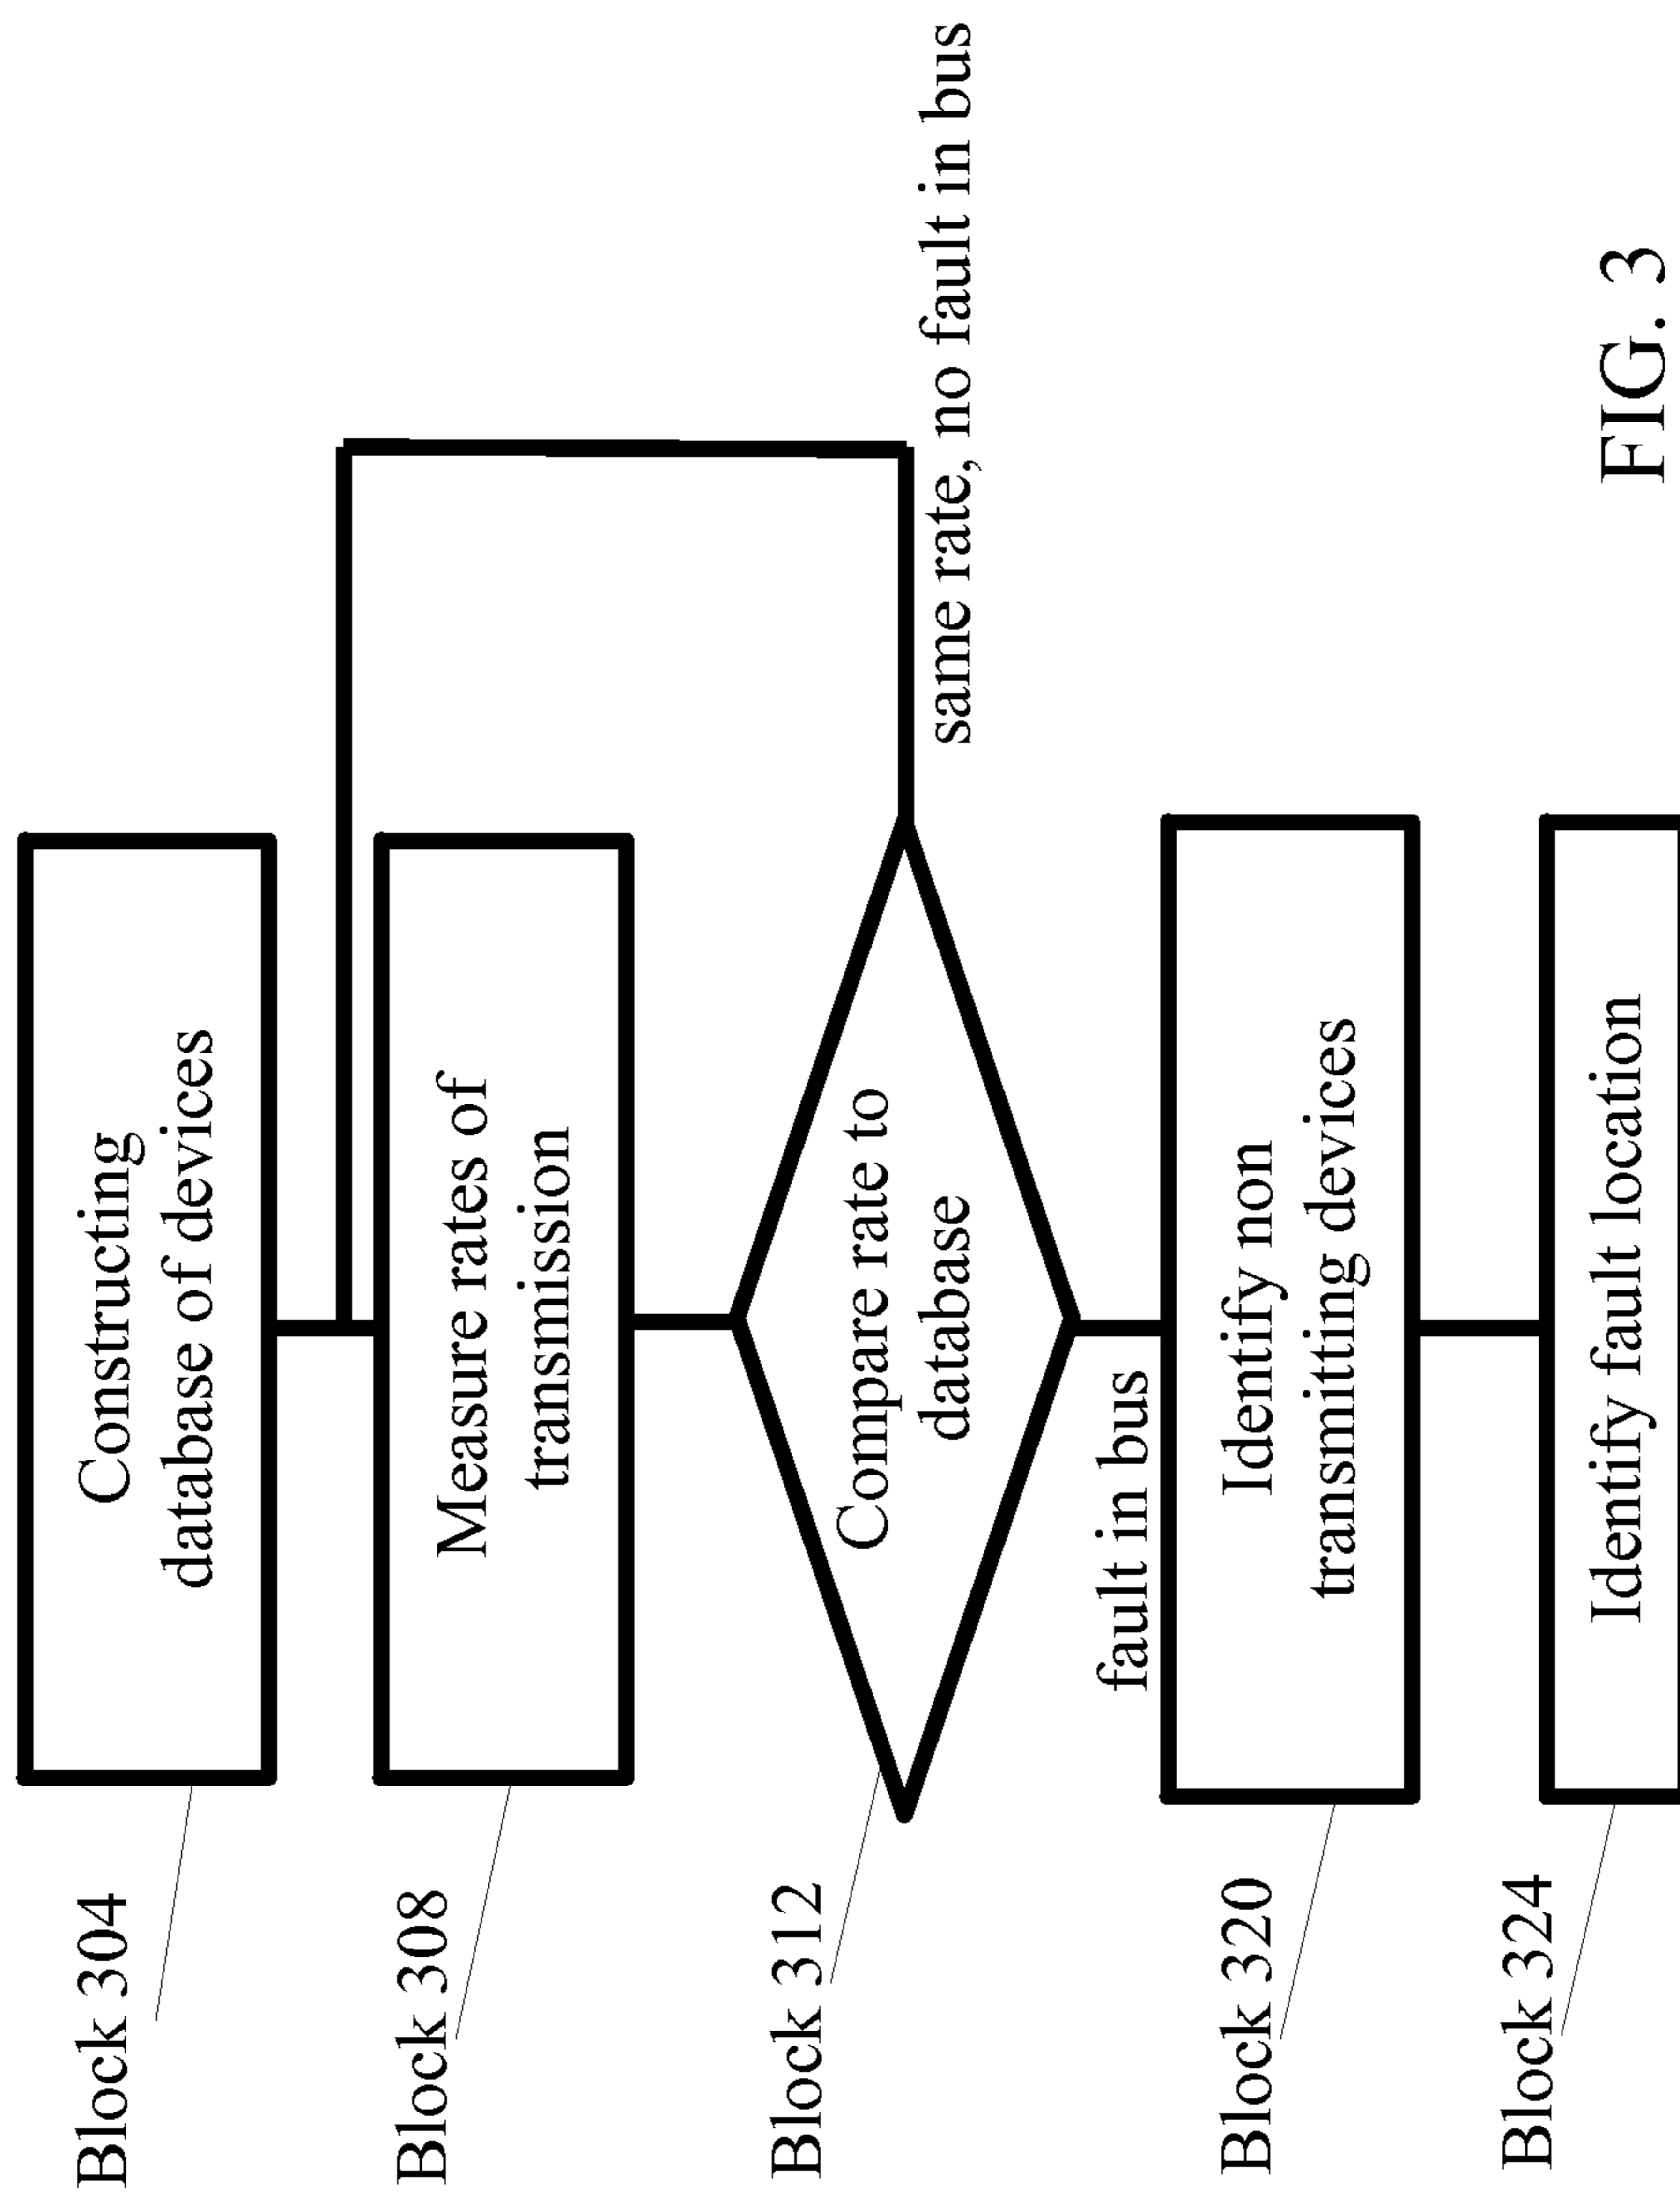 Block 304
Constructing
database of devices
Block 308
Measure rates of
transmission
Block 312
Compare rate to
database
same rate, no fault in bus
fault in bus
Block 320
Identify non
transmitting devices
Block 324
Identify fault location
FIG. 3